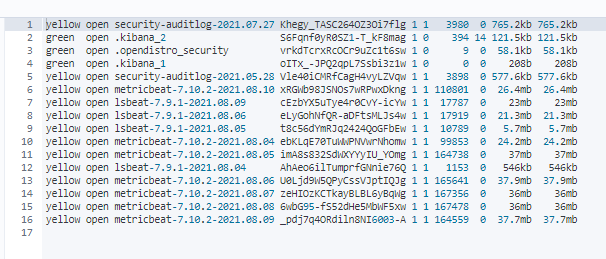 1 yellow open security-auditlog-2021.07.27 Khegy_TASC264OZ3Oi7flg 1 1 3980 0 765.2kb 765.2kb
2 green open .kibana_2 S6Fqnf0yR0SZ1-T_kF8mag 1 0 394 14 121.5kb 121.5kb
3 green open .opendistro_security vrkdTcrxRcOCr9uZc1t6sw 1 0 9 0 58.1kb 58.1kb
4 green open .kibana_1 oITx_-JPQ2qpL7Ssbi3z1w 1 0 0 0 208b 208b
5 yellow open security-auditlog-2021.05.28 Vle40iCMRfCagH4vyLZVqw 1 1 3898 0 577.6kb 577.6kb
6 yellow open metricbeat-7.10.2-2021.08.10 xRGWb98JSNOs7wRPwxDkng 1 1 110801 0 26.4mb 26.4mb
7 yellow open lsbeat-7.9.1-2021.08.09 cEzbYX5uTye4r0CvY-icYw 1 1 17787 0 23mb 23mb
8 yellow open lsbeat-7.9.1-2021.08.06 eLyGohNfQR-aDFtsMLJs4w 1 1 17919 0 21.3mb 21.3mb
9 yellow open lsbeat-7.9.1-2021.08.05 t8c56dYmRJq2424QoGFbEw 1 1 10789 0 5.7mb 5.7mb
10 yellow open metricbeat-7.10.2-2021.08.04 ebKLqE70TuWWPNVwrNhomw 1 1 99853 0 24.2mb 24.2mb
11 yellow open metricbeat-7.10.2-2021.08.05 imA8s832SdWXYYyIU_YOmg 1 1 164738 0 37mb 37mb
12 yellow open lsbeat-7.9.1-2021.08.04 AhAeo6ilTumprfGNnie76Q 1 1 1153 0 546kb 546kb
13 yellow open metricbeat-7.10.2-2021.08.06 U0Ljd9W5QPyCssVJptIQJg 1 1 165641 0 37.9mb 37.9mb
14 yellow open metricbeat-7.10.2-2021.08.07 zeHIOzKCTkayBLBL6yBqWg 1 1 167356 0 36mb 36mb
15 yellow open metricbeat-7.10.2-2021.08.08 6wbG95-fS52dHe5MbWF5xw 1 1 167478 0 36mb 36mb
16 yellow open metricbeat-7.10.2-2021.08.09 _pdj7q4ORdiln8NI6003-A 1 1 164559 0 37.7mb 37.7mb
17